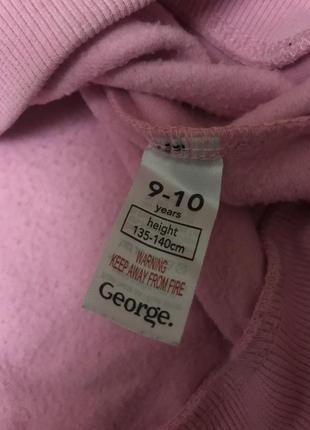 9-10
years
height
135-140cm
WARNING
KEEP AWAY FROM FIRE
George.